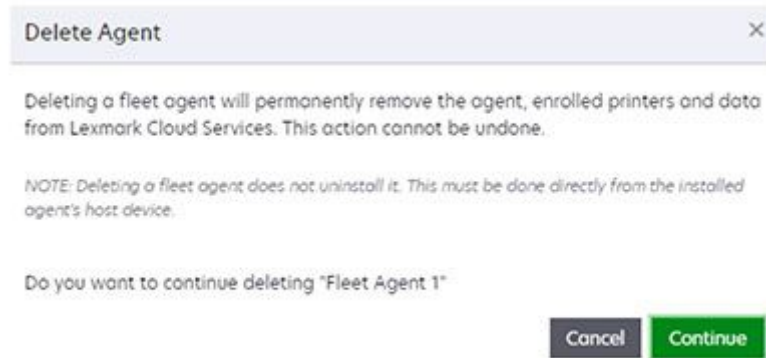 Delete Agent
×
Deleting a fleet agent will permanently remove the agent, enrolled printers and data
from Lexmark Cloud Services. This action cannot be undone.
NOTE: Deleting a fleet agent does not uninstall it. This must be done directly from the installed
agent's host device.
Do you want to continue deleting "Fleet Agent 1"
Cancel Continue